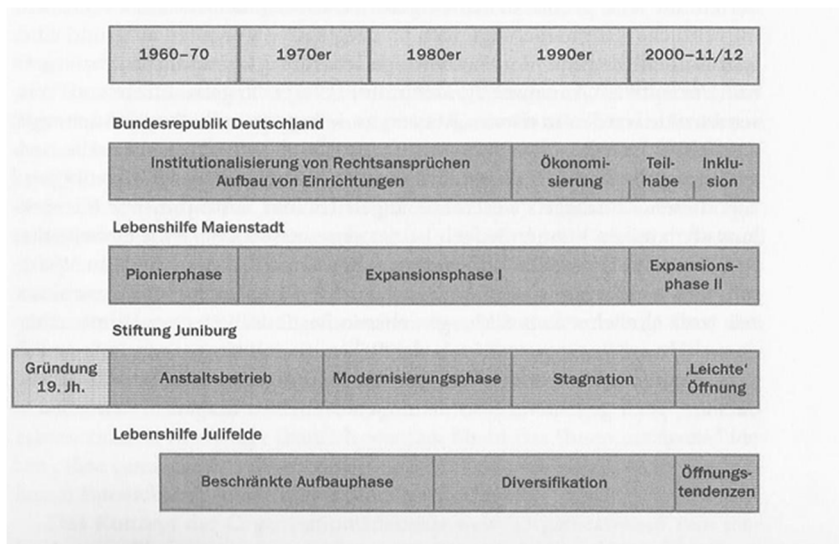 1960–70 1970er 1980er 1990er 2000–11/12
Bundesrepublik Deutschland
Institutionalisierung von Rechtsansprüchen
Aufbau von Einrichtungen
Ökonomi-
sierung
Teil-
habe
Inklu-
sion
Lebenshilfe Maienstadt
Pionierphase
Expansionsphase I
Expansions-
phase II
Stiftung Juniburg
Gründung
19. Jh.
Anstaltsbetrieb
Modernisierungsphase
Stagnation
‚Leichte‘
Öffnung
Lebenshilfe Julifelde
Beschränkte Aufbauphase
Diversifikation
Öffnungs-
tendenzen